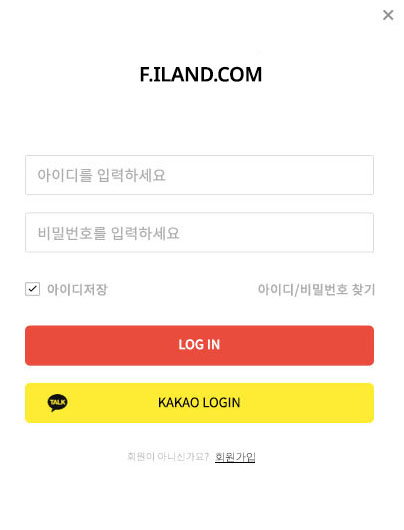 F.ILAND.COM
아이디를 입력하세요
비밀번호를 입력하세요
아이디저장 아이디/비밀번호 찾기
LOG IN
TALK KAKAO LOGIN
회원이 아니신가요? 회원가입